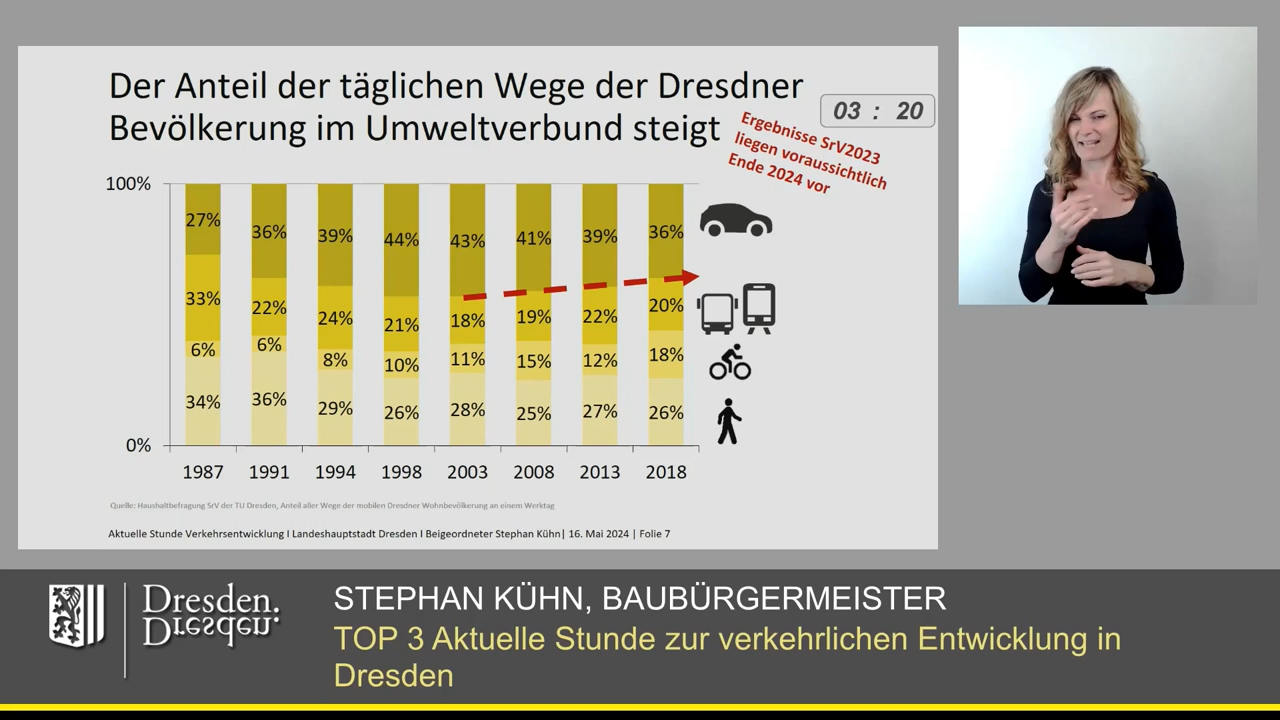 Der Anteil der täglichen Wege der Dresdner
Bevölkerung im Umweltverbund steigt
03 : 20
Ergebnisse SrV2023
liegen voraussichtlich
Ende 2024 vor
100%
27% 36% 39% 44% 43% 41% 39% 36%
33% 22% 24% 21% 18% 19% 22% 20%
6% 6% 8% 10% 11% 15% 12% 18%
34% 36% 29% 26% 28% 25% 27% 26%
0%
1987 1991 1994 1998 2003 2008 2013 2018
Quelle: Haushaltbefragung SrV der TU Dresden, Anteil aller Wege der mobilen Dresdner Wohnbevölkerung an einem Werktag
Aktuelle Stunde Verkehrsentwicklung I Landeshauptstadt Dresden I Beigeordneter Stephan Kühn| 16. Mai 2024 | Folie 7
Dresden.
Dresden.
STEPHAN KÜHN, BAUBÜRGERMEISTER
TOP 3 Aktuelle Stunde zur verkehrlichen Entwicklung in
Dresden